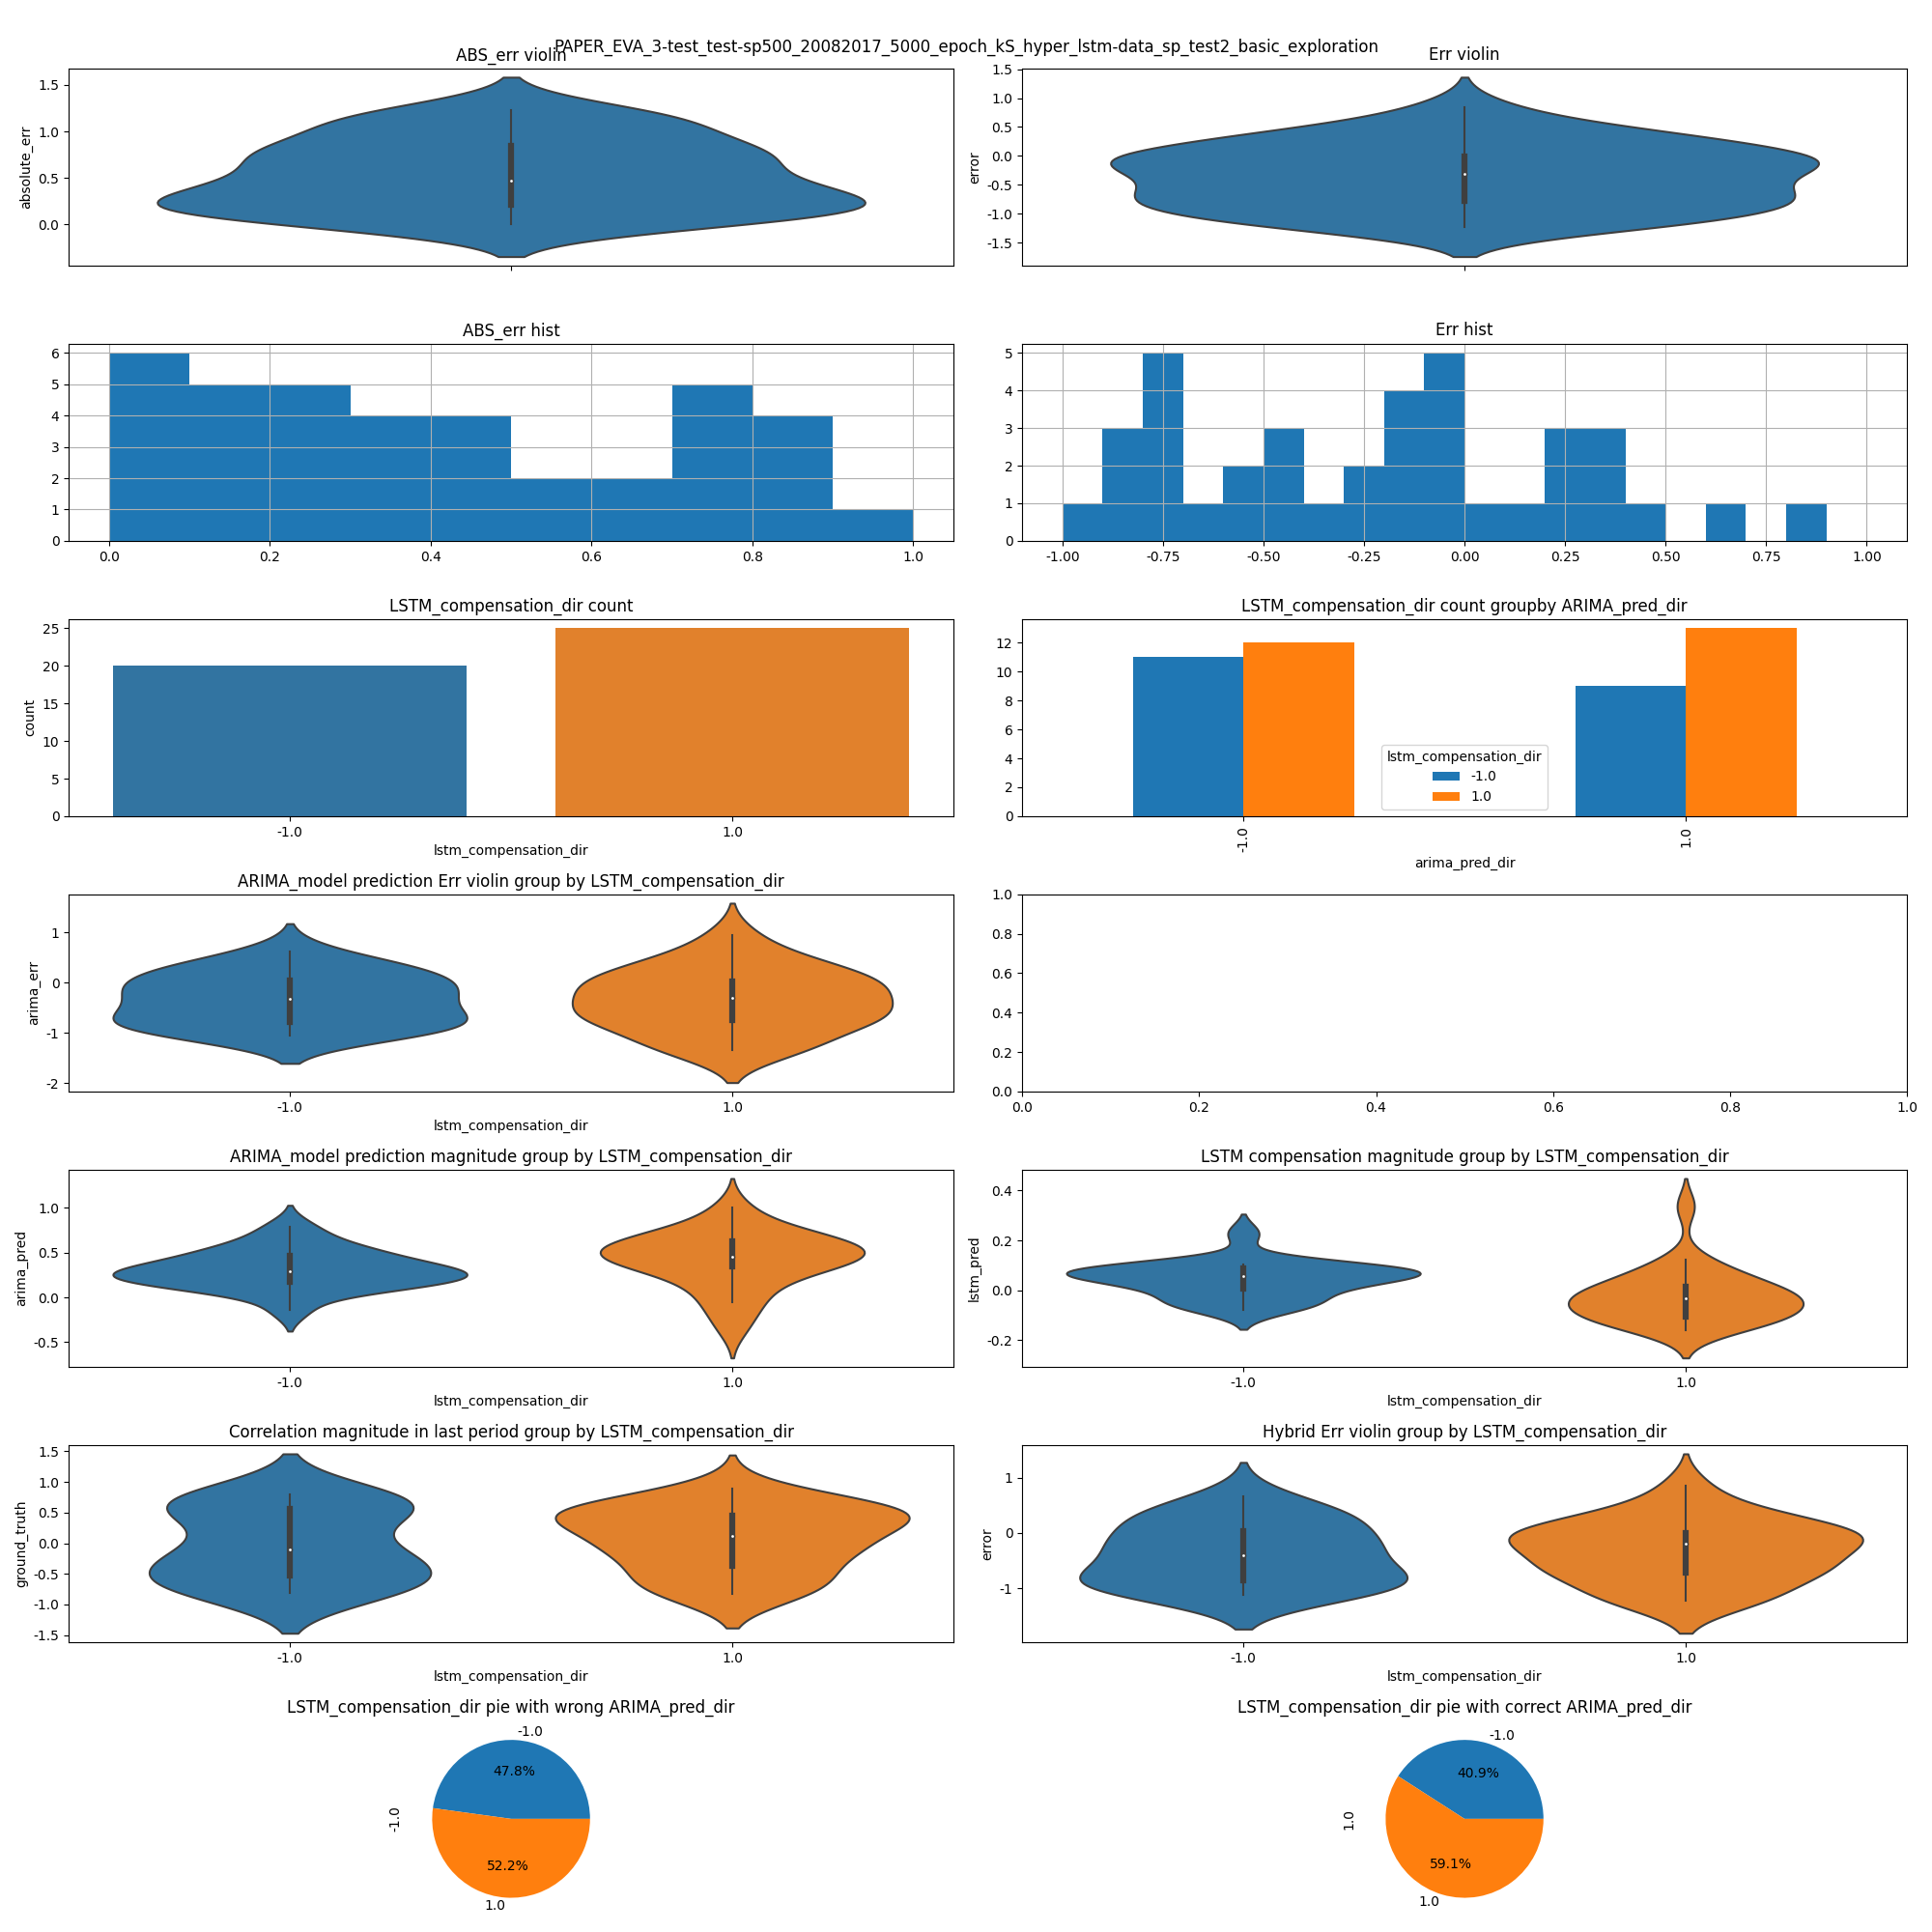 PAPER_EVA_3-test_test-sp500_20082017_5000_epoch_kS_hyper_lstm-data_sp_test2_basic_exploration
ABS_err violin
absolute_err
1.5
1.0
0.5
0.0
Err violin
error
1.5
1.0
0.5
0.0
-0.5
-1.0
-1.5
ABS_err hist
6
5
4
3
2
1
0
0.0 0.2 0.4 0.6 0.8 1.0
Err hist
5
4
3
2
1
0
-1.00 -0.75 -0.50 -0.25 0.00 0.25 0.50 0.75 1.00
LSTM_compensation_dir count
count
25
20
15
10
5
0
-1.0 1.0
lstm_compensation_dir
LSTM_compensation_dir count groupby ARIMA_pred_dir
12
10
8
6
4
2
0
lstm_compensation_dir
-1.0
1.0
-1.0 1.0
arima_pred_dir
ARIMA_model prediction Err violin group by LSTM_compensation_dir
arima_err
1
0
-1
-2
-1.0 1.0
lstm_compensation_dir
1.0
0.8
0.6
0.4
0.2
0.0
0.0 0.2 0.4 0.6 0.8 1.0
ARIMA_model prediction magnitude group by LSTM_compensation_dir
arima_pred
1.0
0.5
0.0
-0.5
-1.0 1.0
lstm_compensation_dir
LSTM compensation magnitude group by LSTM_compensation_dir
lstm_pred
0.4
0.2
0.0
-0.2
-1.0 1.0
lstm_compensation_dir
Correlation magnitude in last period group by LSTM_compensation_dir
ground_truth
1.5
1.0
0.5
0.0
-0.5
-1.0
-1.5
-1.0 1.0
lstm_compensation_dir
Hybrid Err violin group by LSTM_compensation_dir
error
1
0
-1
-1.0 1.0
lstm_compensation_dir
LSTM_compensation_dir pie with wrong ARIMA_pred_dir
-1.0
47.8%
-1.0
52.2%
1.0
LSTM_compensation_dir pie with correct ARIMA_pred_dir
-1.0
40.9%
1.0
59.1%
1.0